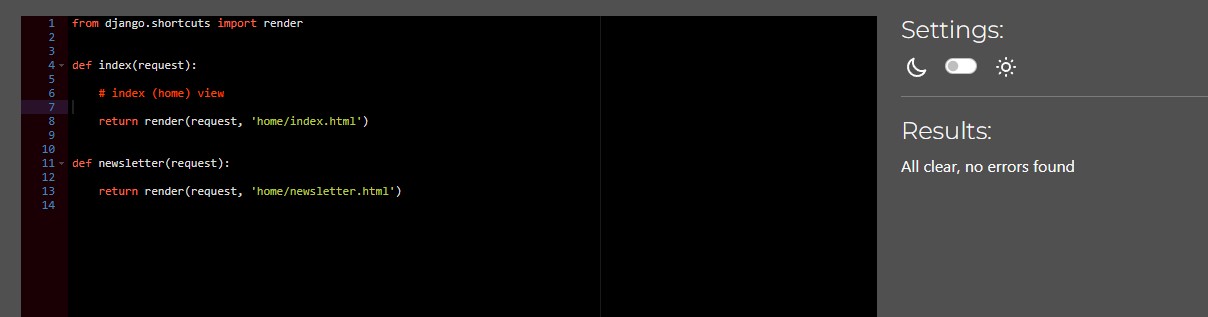 1 from django.shortcuts import render
2
3
4 def index(request):
5
6     # index (home) view
7
8     return render(request, 'home/index.html')
9
10
11 def newsletter(request):
12
13     return render(request, 'home/newsletter.html')
14
Settings:
Results:
All clear, no errors found